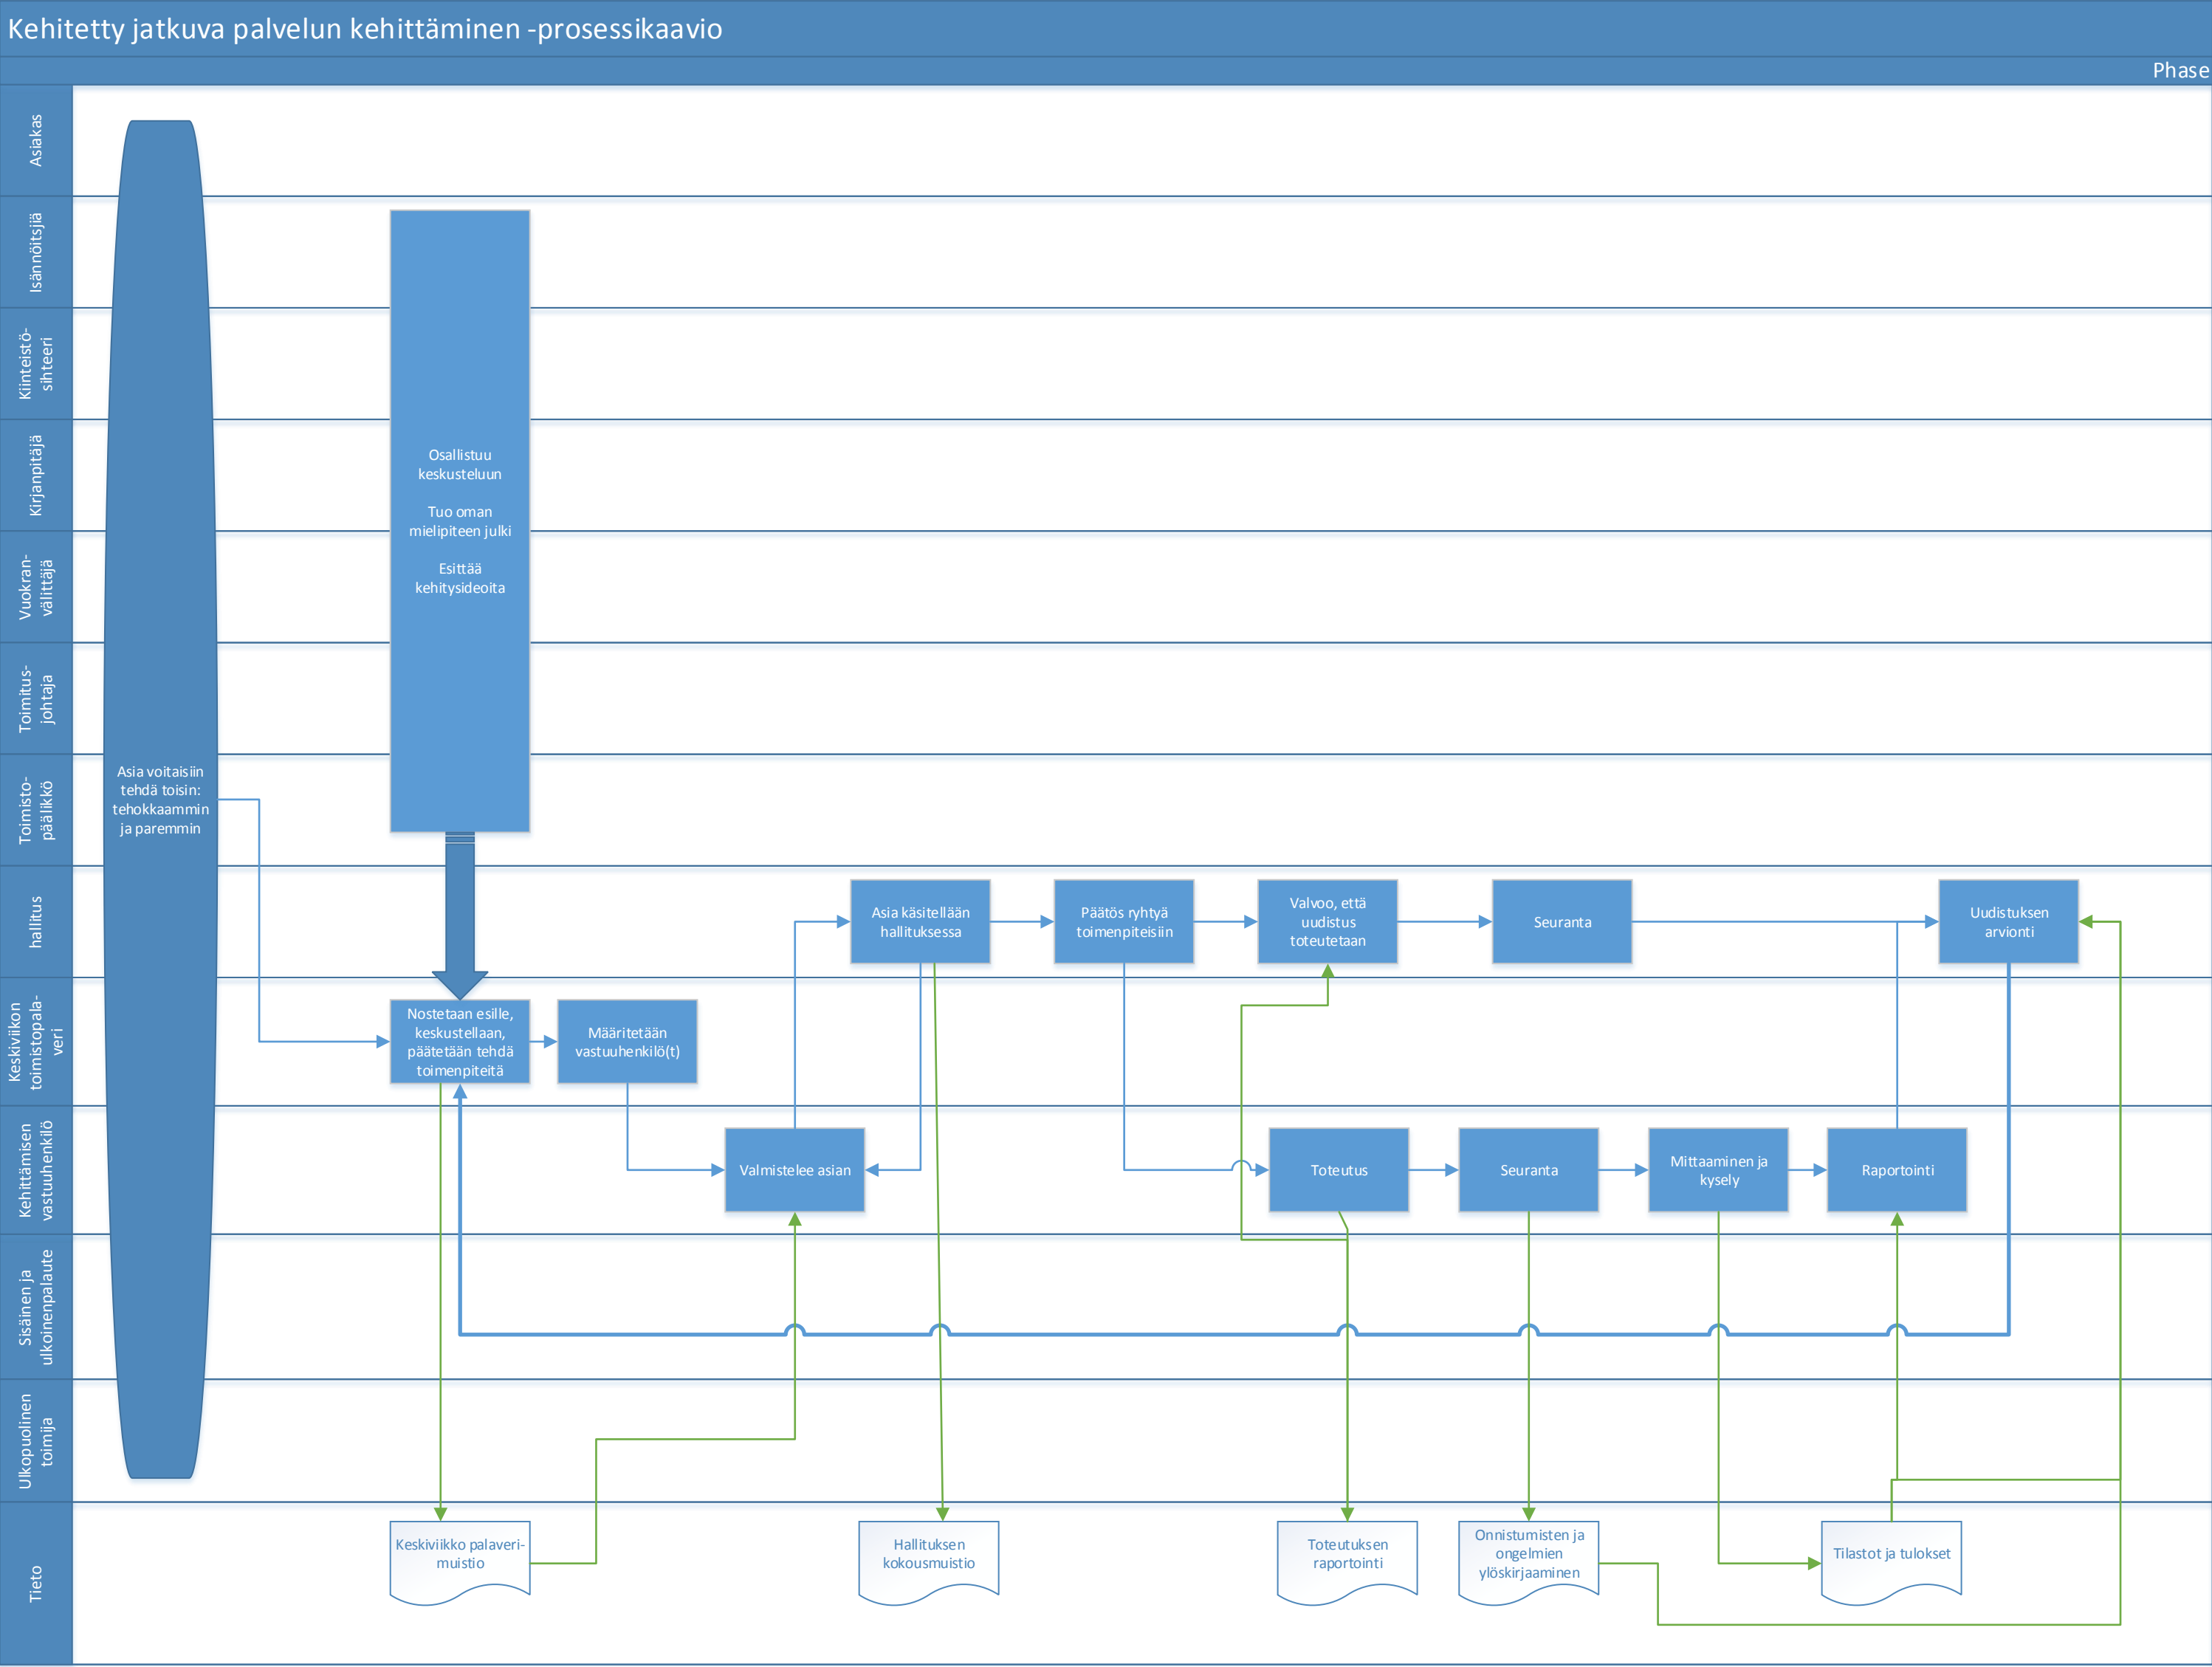 Kehitetty jatkuva palvelun kehittäminen -prosessikaavio
Phase
Asiakas
Isännöitsjiä
Kiinteistö-
sihteeri
Kirjanpitäjä
Vuokran-
välittäjä
Toimitus-
johtaja
Toimisto-
päälikkö
hallitus
Keskiviikon
toimistopala-
veri
Kehittämisen
vastuuhenkilö
Sisäinen ja
ulkoinenpalaute
Ulkopuolinen
toimija
Tieto
Asia voitaisiin
tehdä toisin:
tehokkaammin
ja paremmin
Osallistuu
keskusteluun
Tuo oman
mielipiteen julki
Esittää
kehitysideoita
Asia käsitellään
hallituksessa
Päätös ryhtyä
toimenpiteisiin
Valvoo, että
uudistus
toteutetaan
Seuranta
Uudistuksen
arvionti
Nostetaan esille,
keskustellaan,
päätetään tehdä
toimenpiteitä
Määritetään
vastuuhenkilö(t)
Valmistelee asian
Toteutus
Seuranta
Mittaaminen ja
kysely
Raportointi
Keskiviikko palaveri-
muistio
Hallituksen
kokousmuistio
Toteutuksen
raportointi
Onnistumisten ja
ongelmien
ylöskirjaaminen
Tilastot ja tulokset